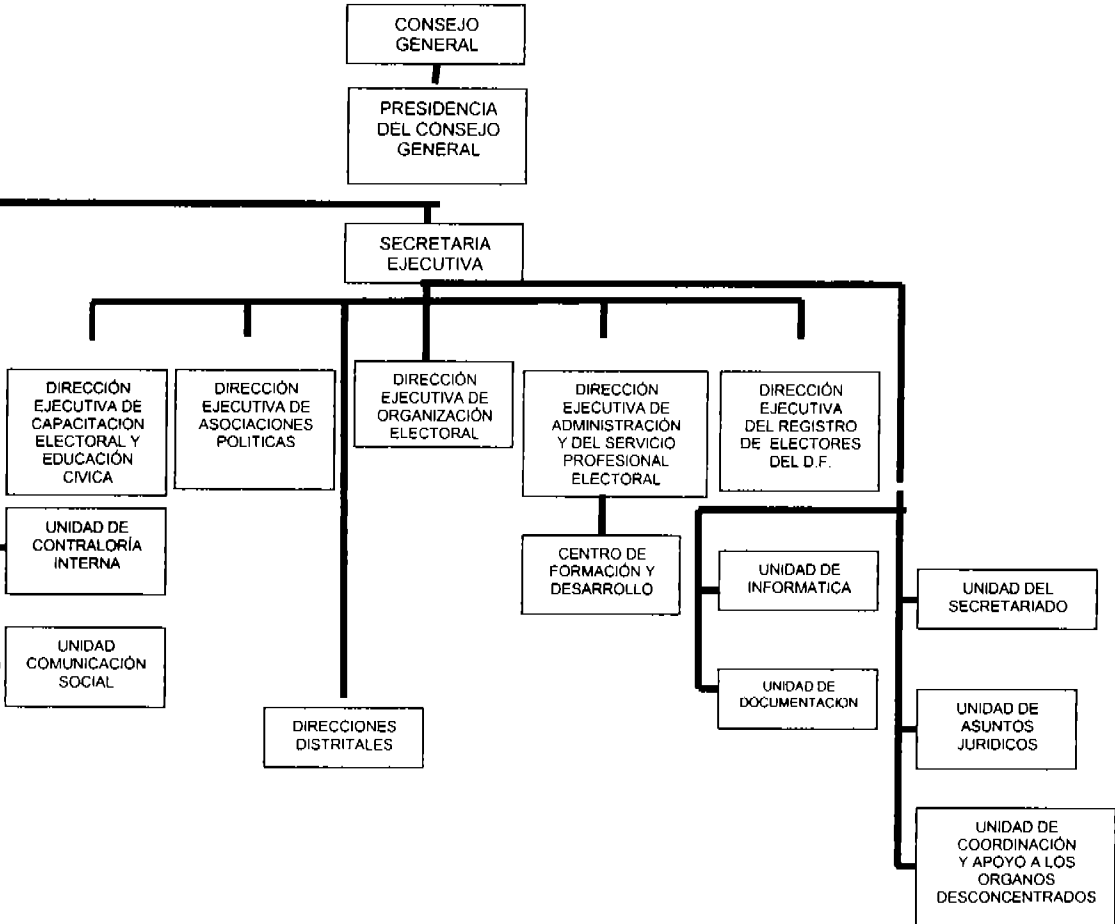 CONSEJO
GENERAL
PRESIDENCIA
DEL CONSEJO
GENERAL
SECRETARIA
EJECUTIVA
DIRECCIÓN
EJECUTIVA DE
CAPACITACIÓN
ELECTORAL Y
EDUCACIÓN
CIVICA
DIRECCIÓN
EJECUTIVA DE
ASOCIACIONES
POLITICAS
DIRECCIÓN
EJECUTIVA DE
ORGANIZACIÓN
ELECTORAL
DIRECCIÓN
EJECUTIVA DE
ADMINISTRACIÓN
Y DEL SERVICIO
PROFESIONAL
ELECTORAL
DIRECCIÓN
EJECUTIVA
DEL REGISTRO
DE ELECTORES
DEL D.F.
UNIDAD DE
CONTRALORÍA
INTERNA
CENTRO DE
FORMACIÓN Y
DESARROLLO
UNIDAD DE
INFORMATICA
UNIDAD DEL
SECRETARIADO
UNIDAD
COMUNICACIÓN
SOCIAL
DIRECCIONES
DISTRITALES
UNIDAD DE
DOCUMENTACION
UNIDAD DE
ASUNTOS
JURIDICOS
UNIDAD DE
COORDINACIÓN
Y APOYO A LOS
ORGANOS
DESCONCENTRADOS